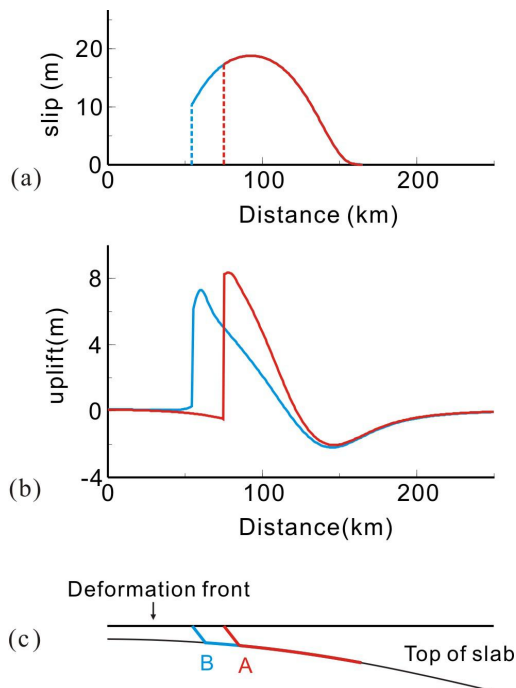 20
slip (m)
10
0
(a)
0
100
200
Distance (km)
8
uplift(m)
4
0
-4
(b)
0
100
200
Distance(km)
Deformation front
(c)
B
A
Top of slab